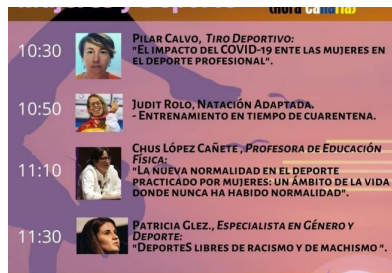 (hora Canaria)
10:30
Pilar Calvo, Tiro Deportivo:
"El impacto del COVID-19 ente las mujeres en
el deporte profesional".
10:50
Judit Rolo, Natación Adaptada.
- Entrenamiento en tiempo de cuarentena.
11:10
Chus López Cañete , Profesora de Educación
Física:
"La nueva normalidad en el deporte
practicado por mujeres: un ámbito de la vida
donde nunca ha habido normalidad".
11:30
Patricia Glez., Especialista en Género y
Deporte:
"Deportes libres de racismo y de machismo ".